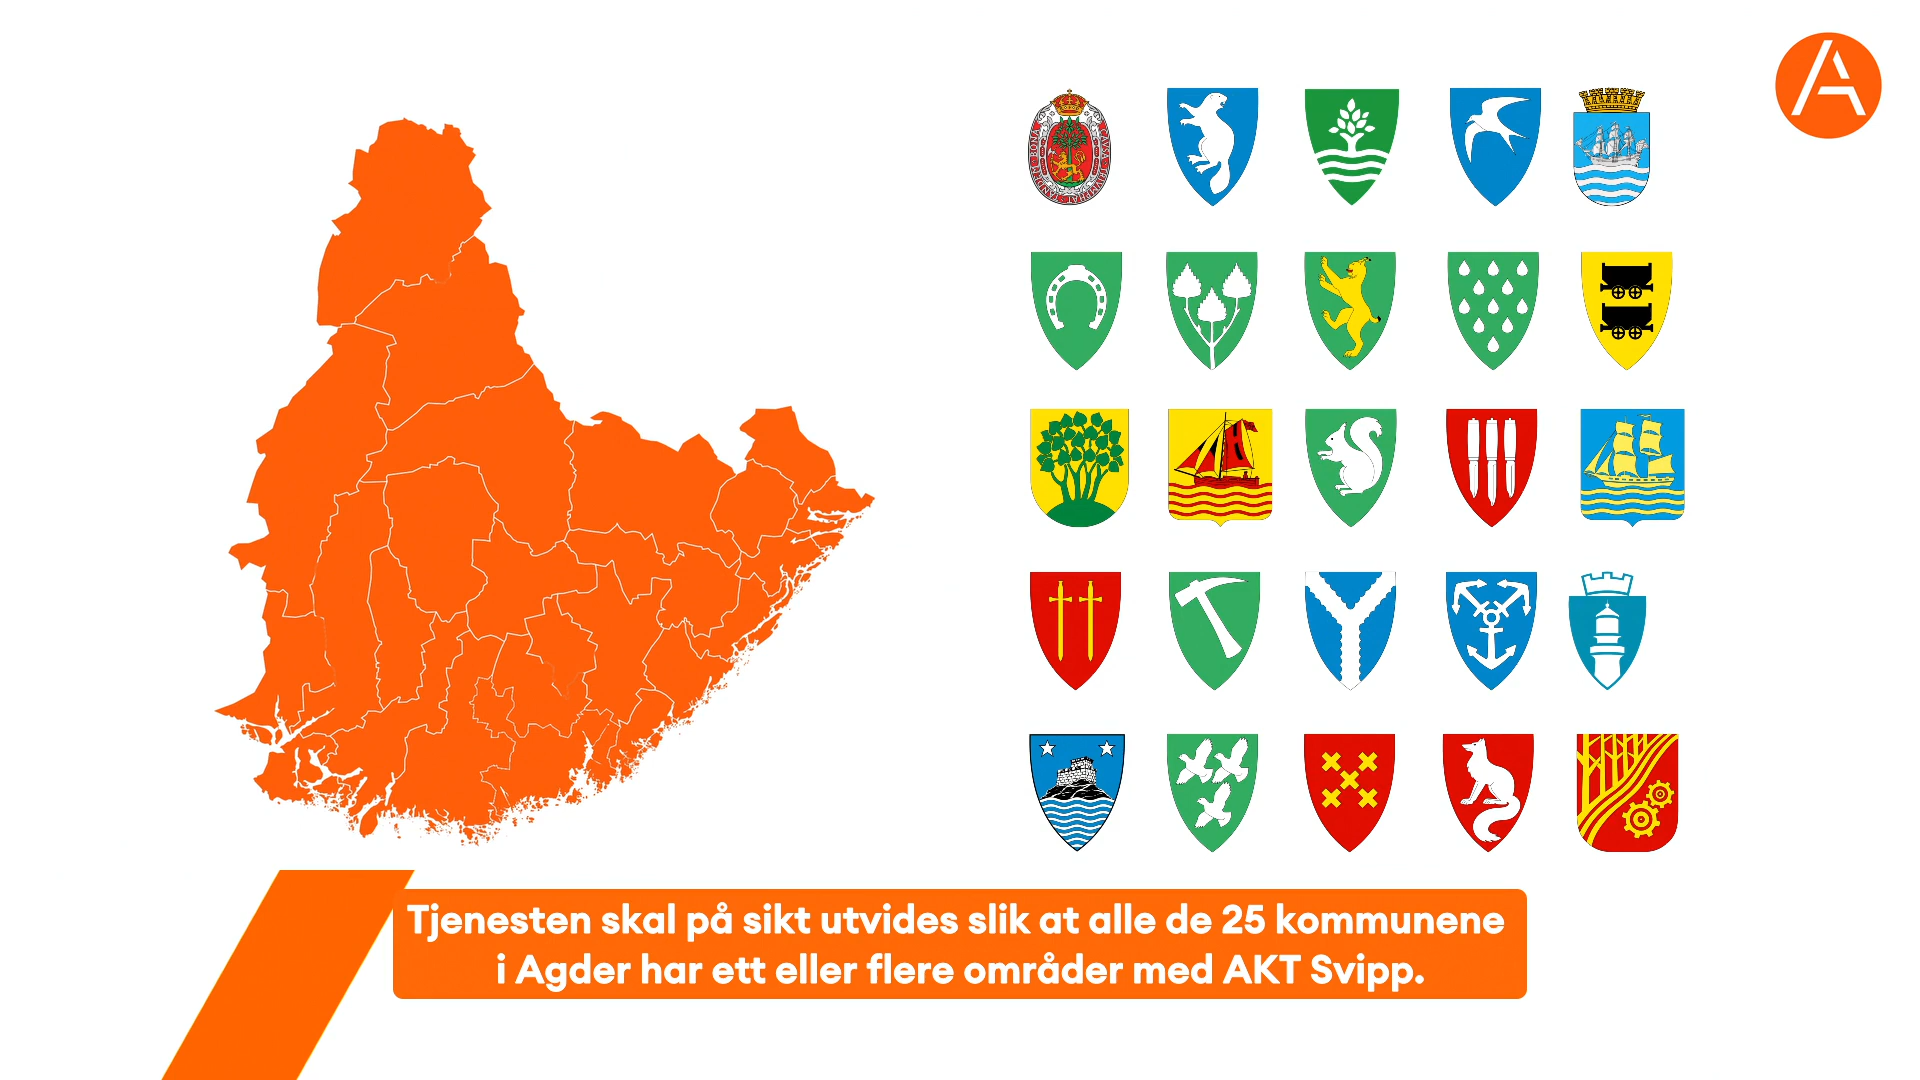 Tjenesten skal på sikt utvides slik at alle de 25 kommunene
i Agder har ett eller flere områder med AKT Svipp.